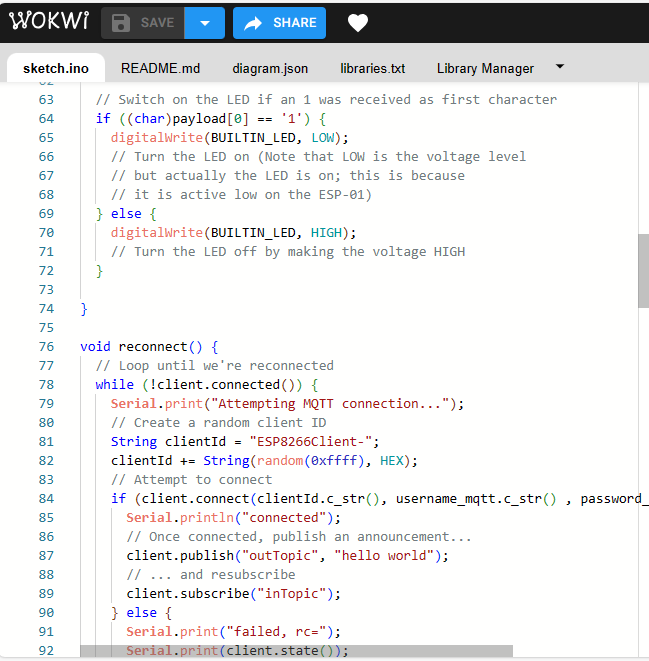 WOKWI SAVE SHARE
sketch.ino README.md diagram.json libraries.txt Library Manager
63 // Switch on the LED if an 1 was received as first character
64 if ((char)payload[0] == '1') {
65 digitalWrite(BUILTIN_LED, LOW);
66 // Turn the LED on (Note that LOW is the voltage level
67 // but actually the LED is on; this is because
68 // it is active low on the ESP-01)
69 } else {
70 digitalWrite(BUILTIN_LED, HIGH);
71 // Turn the LED off by making the voltage HIGH
72 }
73
74 }
75
76 void reconnect() {
77 // Loop until we're reconnected
78 while (!client.connected()) {
79 Serial.print("Attempting MQTT connection...");
80 // Create a random client ID
81 String clientId = "ESP8266Client-";
82 clientId += String(random(0xffff), HEX);
83 // Attempt to connect
84 if (client.connect(clientId.c_str(), username_mqtt.c_str() , password_
85 Serial.println("connected");
86 // Once connected, publish an announcement...
87 client.publish("outTopic", "hello world");
88 // ... and resubscribe
89 client.subscribe("inTopic");
90 } else {
91 Serial.print("failed, rc=");
92 Serial.print(client.state());